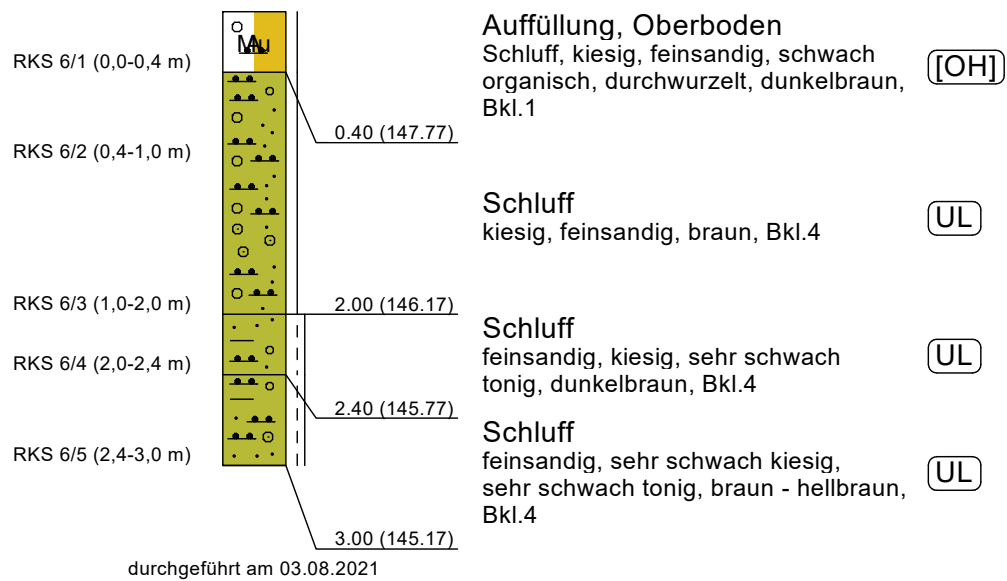 Auffüllung, Oberboden
Schluff, kiesig, feinsandig, schwach
organisch, durchwurzelt, dunkelbraun,
Bkl.1
[OH]
RKS 6/1 (0,0-0,4 m)
0.40 (147.77)
RKS 6/2 (0,4-1,0 m)
Schluff
kiesig, feinsandig, braun, Bkl.4
UL
RKS 6/3 (1,0-2,0 m)
2.00 (146.17)
Schluff
feinsandig, kiesig, sehr schwach
tonig, dunkelbraun, Bkl.4
UL
RKS 6/4 (2,0-2,4 m)
2.40 (145.77)
Schluff
feinsandig, sehr schwach kiesig,
sehr schwach tonig, braun - hellbraun,
Bkl.4
UL
RKS 6/5 (2,4-3,0 m)
3.00 (145.17)
durchgeführt am 03.08.2021